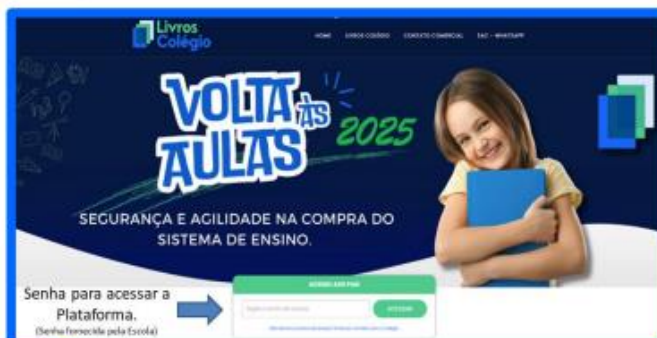 Livros
Colégio
HOME LIVROS COLÉGIO CONTATO COMERCIAL SAC - WHATSAPP
VOLTA ÀS
AULAS 2025
SEGURANÇA E AGILIDADE NA COMPRA DO
SISTEMA DE ENSINO.
Senha para acessar a
Plataforma.
(Senha fornecida pela Escola)